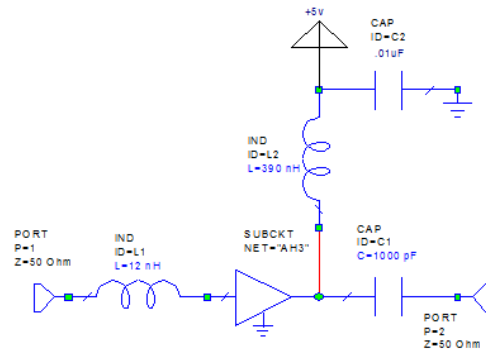 +5v
CAP
ID=C2
.01uF
IND
ID=L2
L=390 nH
PORT
P=1
Z=50 Ohm
IND
ID=L1
L=12 nH
SUBCKT
NET="AH3"
CAP
ID=C1
C=1000 pF
PORT
P=2
Z=50 Ohm